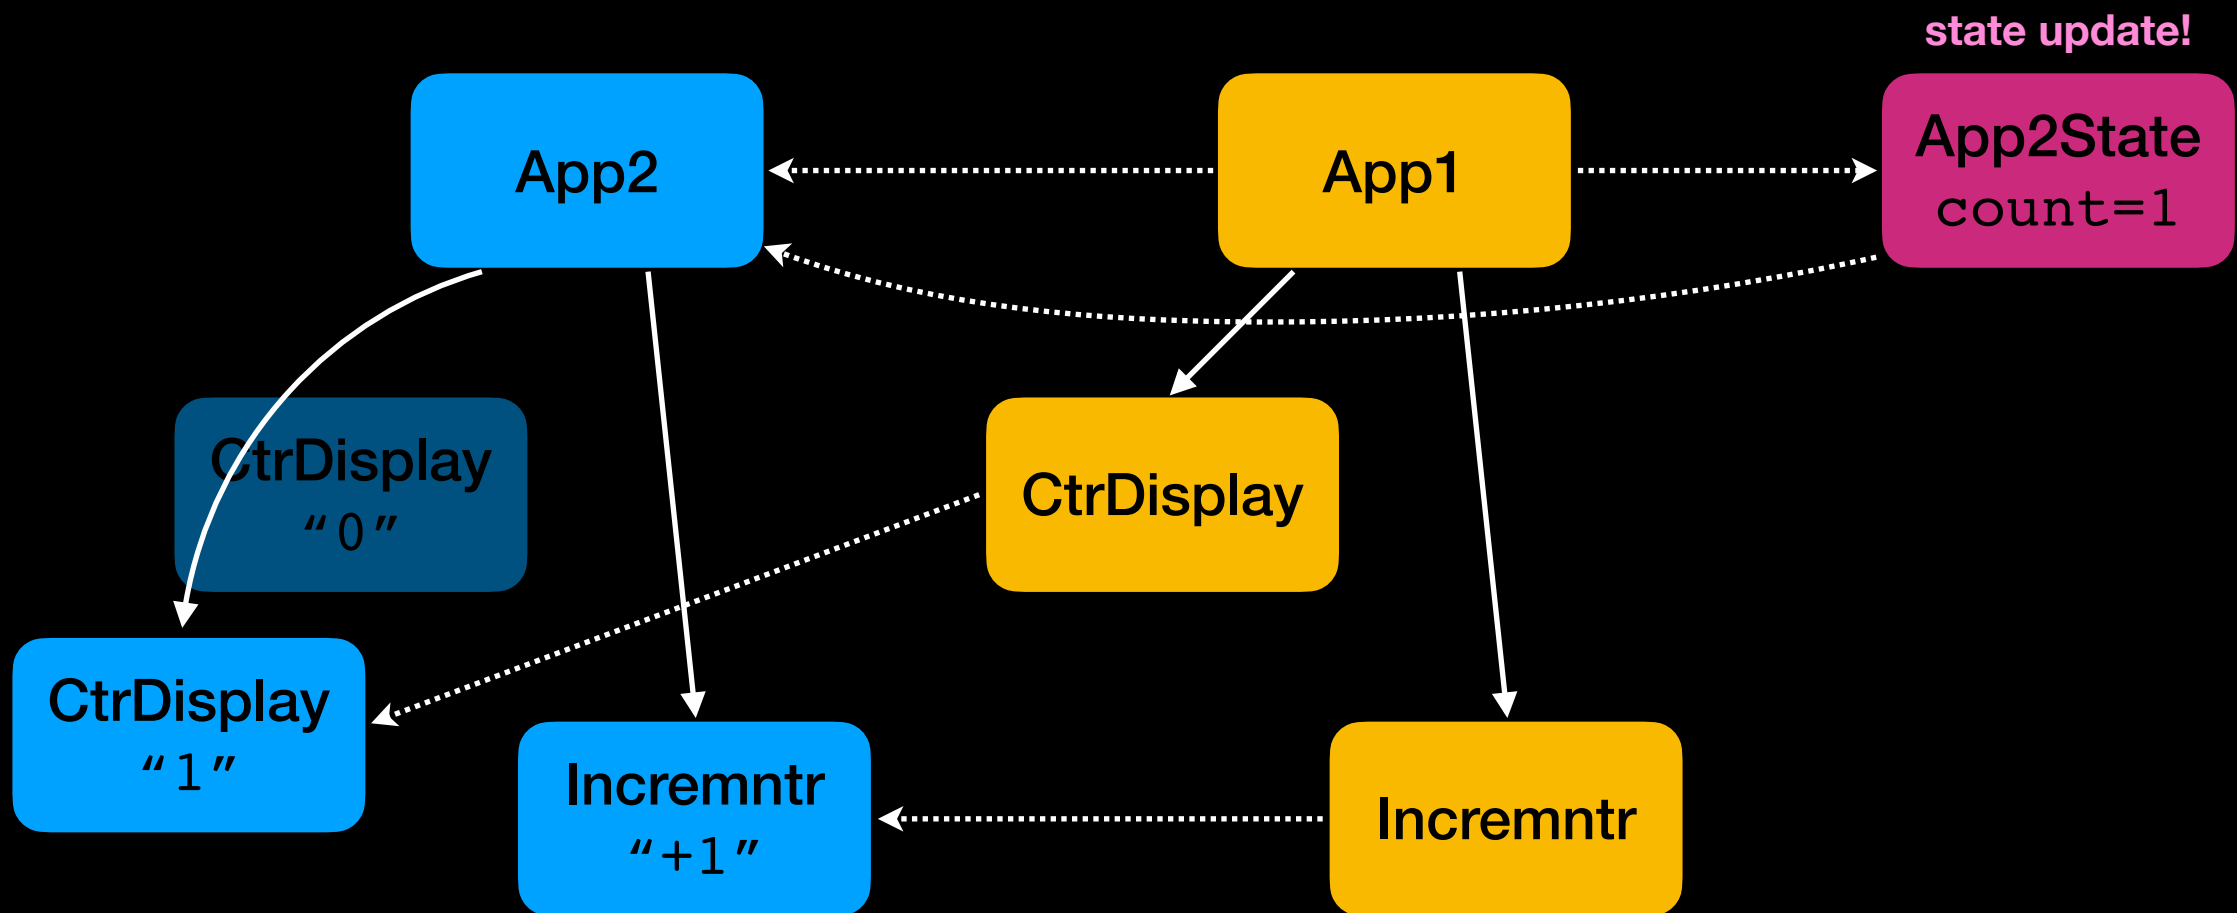 state update!
App2
App1
App2State
count=1
CtrDisplay
“0”
CtrDisplay
CtrDisplay
“1”
Incremntr
“+1”
Incremntr